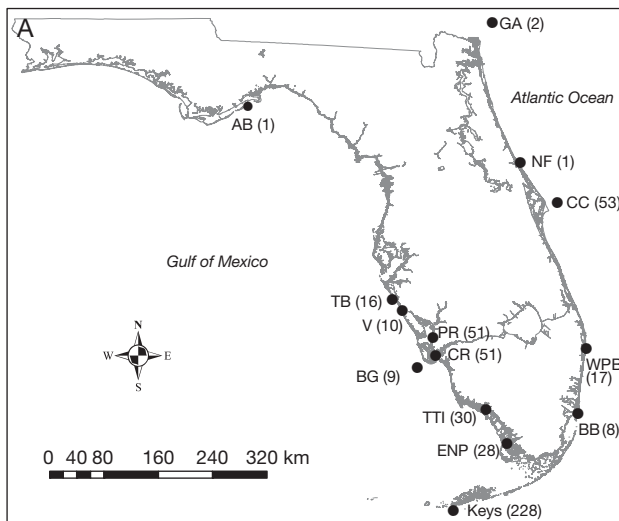 A
GA (2)
Atlantic Ocean
AB (1)
NF (1)
CC (53)
Gulf of Mexico
TB (16)
V (10)
PR (51)
CR (51)
WPB
(17)
BG (9)
N
W E
S
TTI (30)
BB (8)
ENP (28)
0 40 80 160 240 320 km
Keys (228)